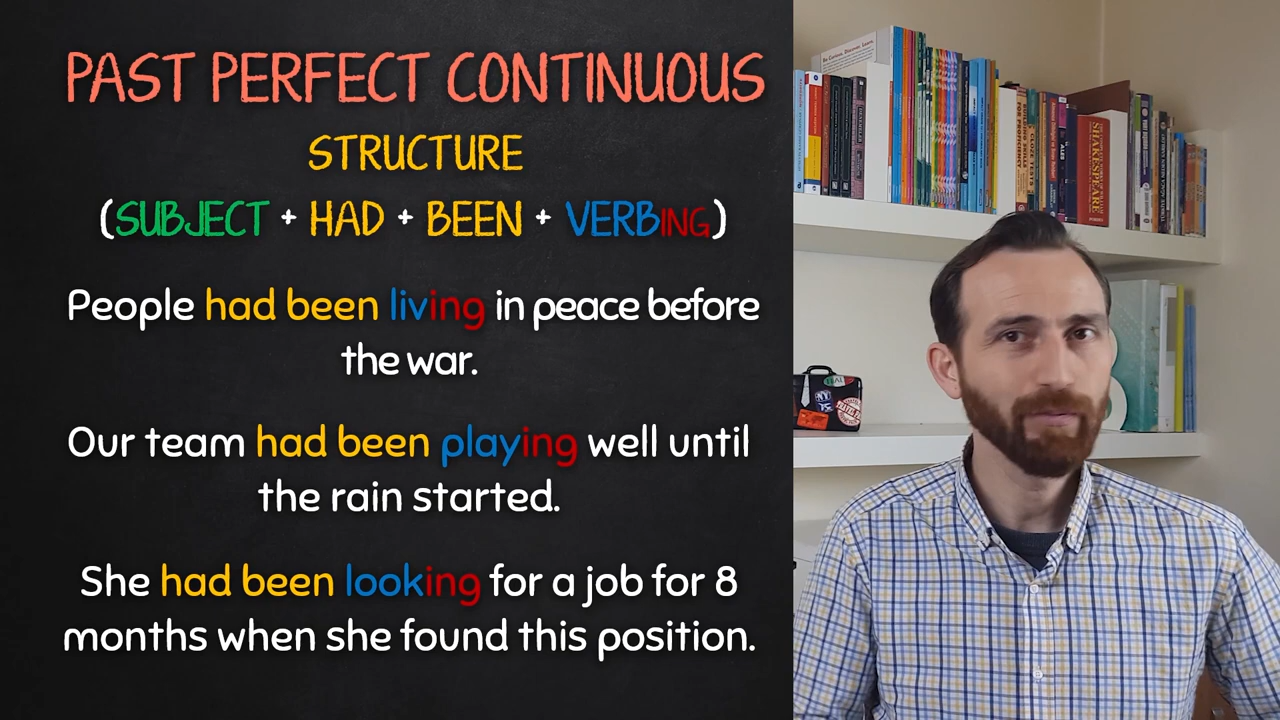 PAST PERFECT CONTINUOUS
STRUCTURE
(SUBJECT + HAD + BEEN + VERBING)
People had been living in peace before
the war.
Our team had been playing well until
the rain started.
She had been looking for a job for 8
months when she found this position.
SHAKESPEARE